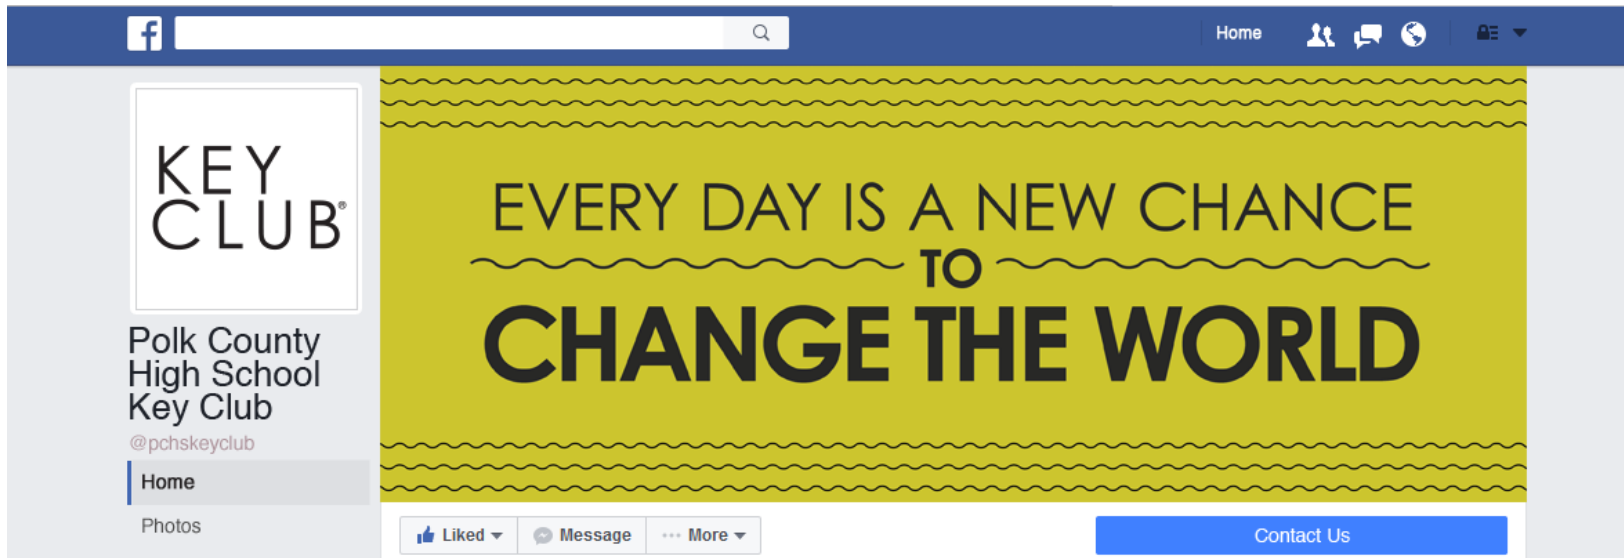 f
Home
KEY
CLUB®
EVERY DAY IS A NEW CHANCE
TO
CHANGE THE WORLD
Polk County
High School
Key Club
@pchskeyclub
Home
Photos
Liked
Message
··· More
Contact Us